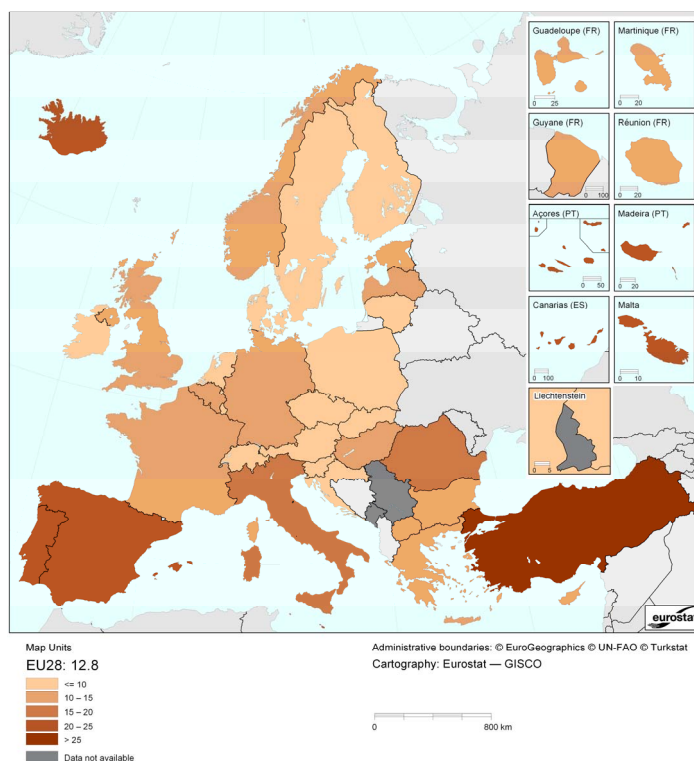 Guadeloupe (FR)
0 25
Martinique (FR)
0 20
Guyane (FR)
0 100
Réunion (FR)
0 20
Açores (PT)
0 50
Madeira (PT)
0 20
Canarias (ES)
0 100
Malta
0 10
Liechtenstein
0 5
eurostat
Map Units
EU28: 12.8
<= 10
10 – 15
15 – 20
20 – 25
> 25
Data not available
Administrative boundaries: © EuroGeographics © UN-FAO © Turkstat
Cartography: Eurostat — GISCO
0 800 km